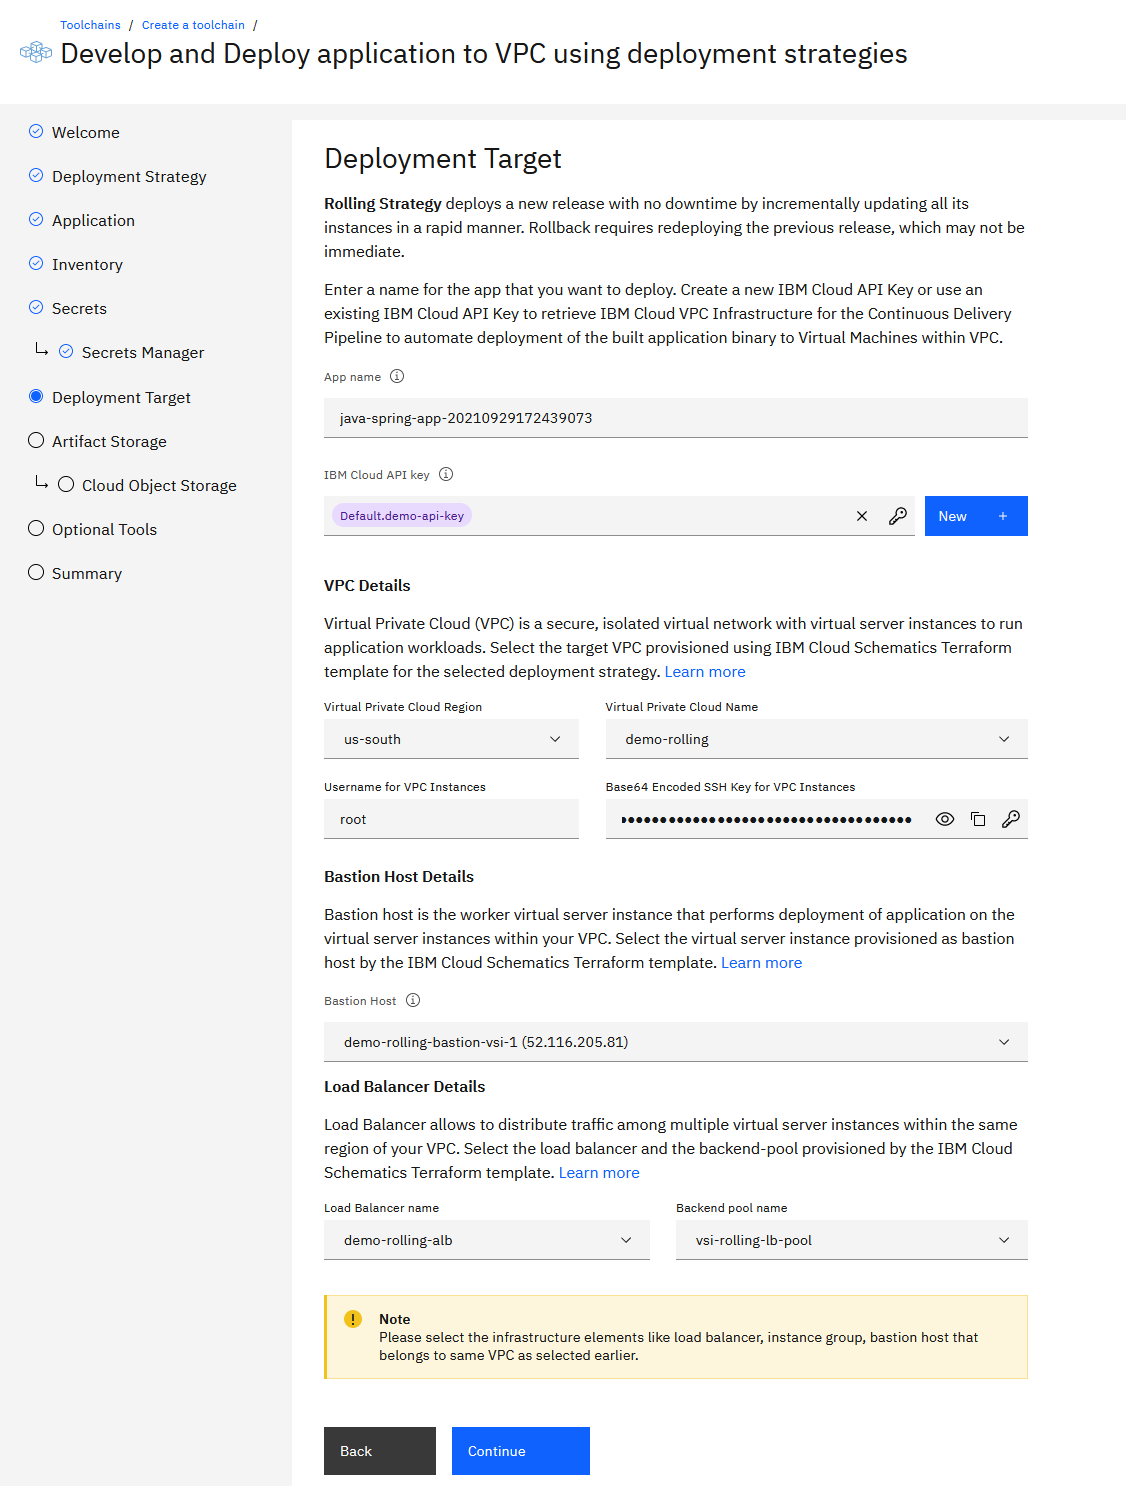 Toolchains / Create a toolchain /
Develop and Deploy application to VPC using deployment strategies
Welcome
Deployment Strategy
Application
Inventory
Secrets
Secrets Manager
Deployment Target
Artifact Storage
Cloud Object Storage
Optional Tools
Summary
Deployment Target
Rolling Strategy deploys a new release with no downtime by incrementally updating all its
instances in a rapid manner. Rollback requires redeploying the previous release, which may not be
immediate.
Enter a name for the app that you want to deploy. Create a new IBM Cloud API Key or use an
existing IBM Cloud API Key to retrieve IBM Cloud VPC Infrastructure for the Continuous Delivery
Pipeline to automate deployment of the built application binary to Virtual Machines within VPC.
App name
java-spring-app-20210929172439073
IBM Cloud API key
Default.demo-api-key
New +
VPC Details
Virtual Private Cloud (VPC) is a secure, isolated virtual network with virtual server instances to run
application workloads. Select the target VPC provisioned using IBM Cloud Schematics Terraform
template for the selected deployment strategy. Learn more
Virtual Private Cloud Region
Virtual Private Cloud Name
us-south
demo-rolling
Username for VPC Instances
Base64 Encoded SSH Key for VPC Instances
root
Bastion Host Details
Bastion host is the worker virtual server instance that performs deployment of application on the
virtual server instances within your VPC. Select the virtual server instance provisioned as bastion
host by the IBM Cloud Schematics Terraform template. Learn more
Bastion Host
demo-rolling-bastion-vsi-1 (52.116.205.81)
Load Balancer Details
Load Balancer allows to distribute traffic among multiple virtual server instances within the same
region of your VPC. Select the load balancer and the backend-pool provisioned by the IBM Cloud
Schematics Terraform template. Learn more
Load Balancer name
Backend pool name
demo-rolling-alb
vsi-rolling-lb-pool
Note
Please select the infrastructure elements like load balancer, instance group, bastion host that
belongs to same VPC as selected earlier.
Back
Continue